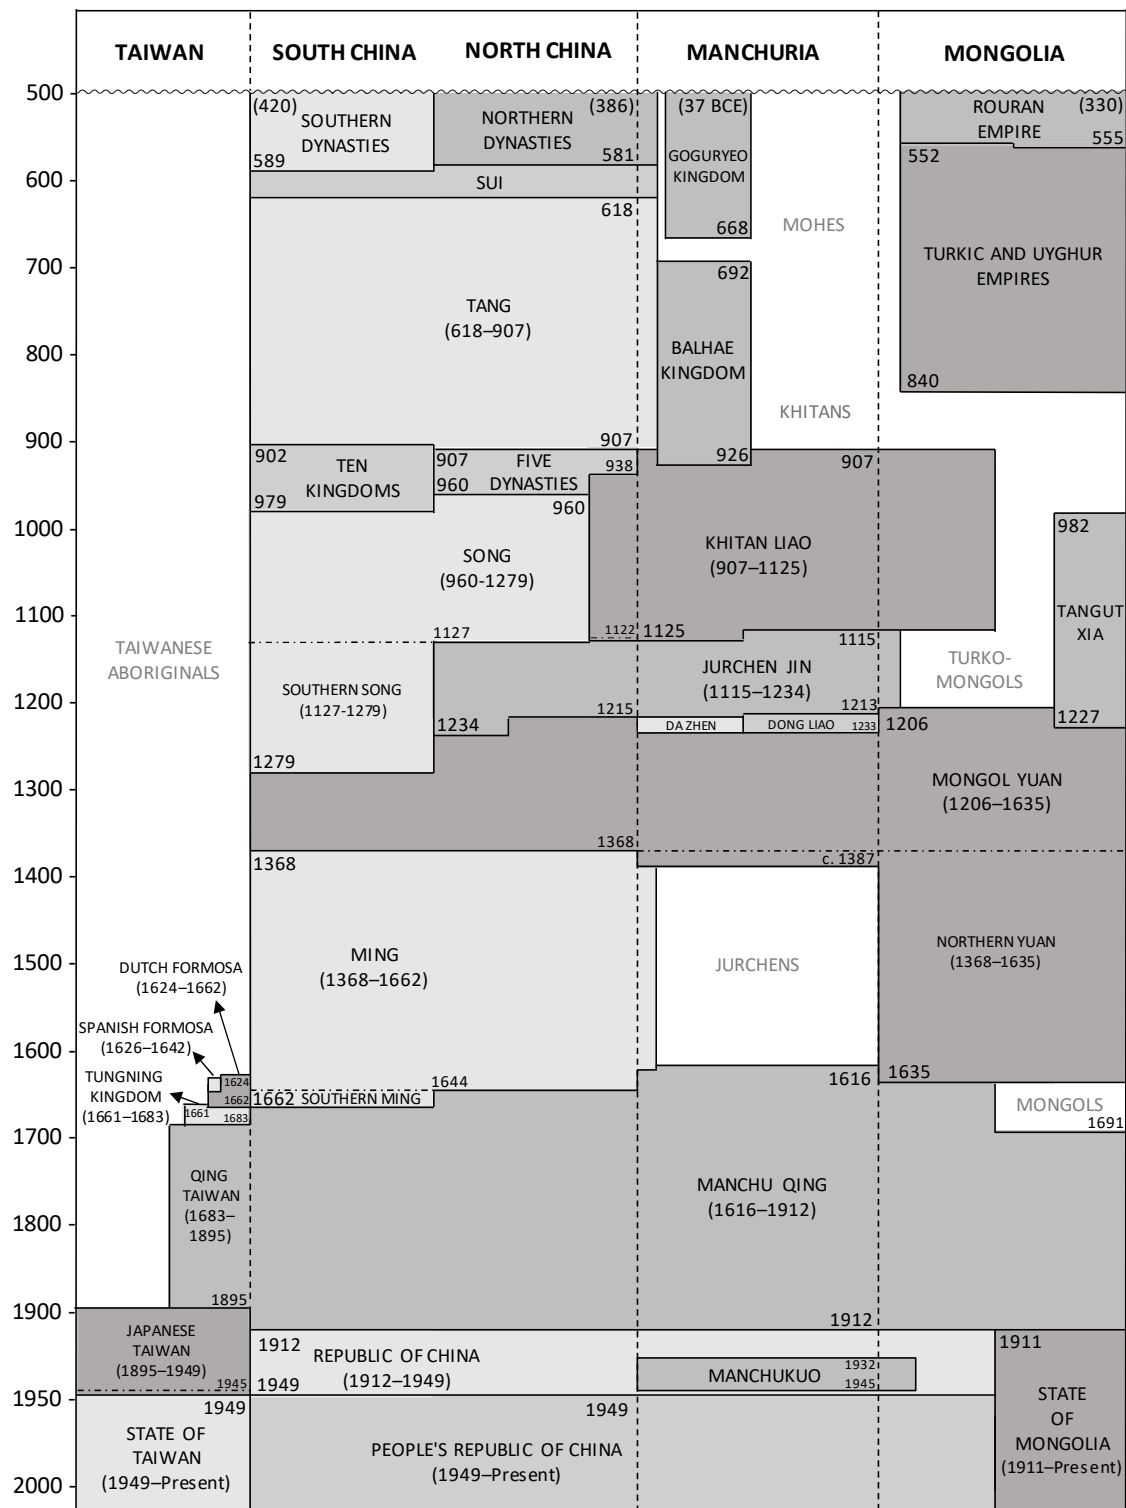 TAIWAN
SOUTH CHINA
NORTH CHINA
MANCHURIA
MONGOLIA
500
600
700
800
900
1000
1100
1200
1300
1400
1500
1600
1700
1800
1900
1950
2000
(420)
SOUTHERN
DYNASTIES
589
(386)
NORTHERN
DYNASTIES
581
(37 BCE)
GOGURYEO
KINGDOM
668
ROURAN
EMPIRE
(330)
555
552
SUI
618
MOHES
TURKIC AND UYGHUR
EMPIRES
840
692
BALHAE
KINGDOM
926
TANG
(618–907)
907
KHITANS
902
TEN
KINGDOMS
979
907
FIVE
DYNASTIES
960
938
907
960
SONG
(960-1279)
KHITAN LIAO
(907–1125)
982
TANGUT
XIA
1227
TAIWANESE
ABORIGINALS
1127
1122
1125
1115
JURCHEN JIN
(1115–1234)
TURKO-
MONGOLS
SOUTHERN SONG
(1127-1279)
1279
1234
1215
1213
DA ZHEN
DONG LIAO
1233
1206
MONGOL YUAN
(1206–1635)
1368
c. 1387
1368
MING
(1368–1662)
JURCHENS
NORTHERN YUAN
(1368–1635)
DUTCH FORMOSA
(1624–1662)
SPANISH FORMOSA
(1626–1642)
TUNGNING
KINGDOM
(1661–1683)
1624
1662
1661
1683
1644
1662
SOUTHERN MING
1616
1635
MONGOLS
1691
QING
TAIWAN
(1683–
1895)
1895
MANCHU QING
(1616–1912)
1912
JAPANESE
TAIWAN
(1895–1949)
1945
1912
REPUBLIC OF CHINA
(1912–1949)
1949
MANCHUKUO
1932
1945
1911
STATE
OF
MONGOLIA
(1911–Present)
1949
STATE OF
TAIWAN
(1949–Present)
1949
PEOPLE'S REPUBLIC OF CHINA
(1949–Present)